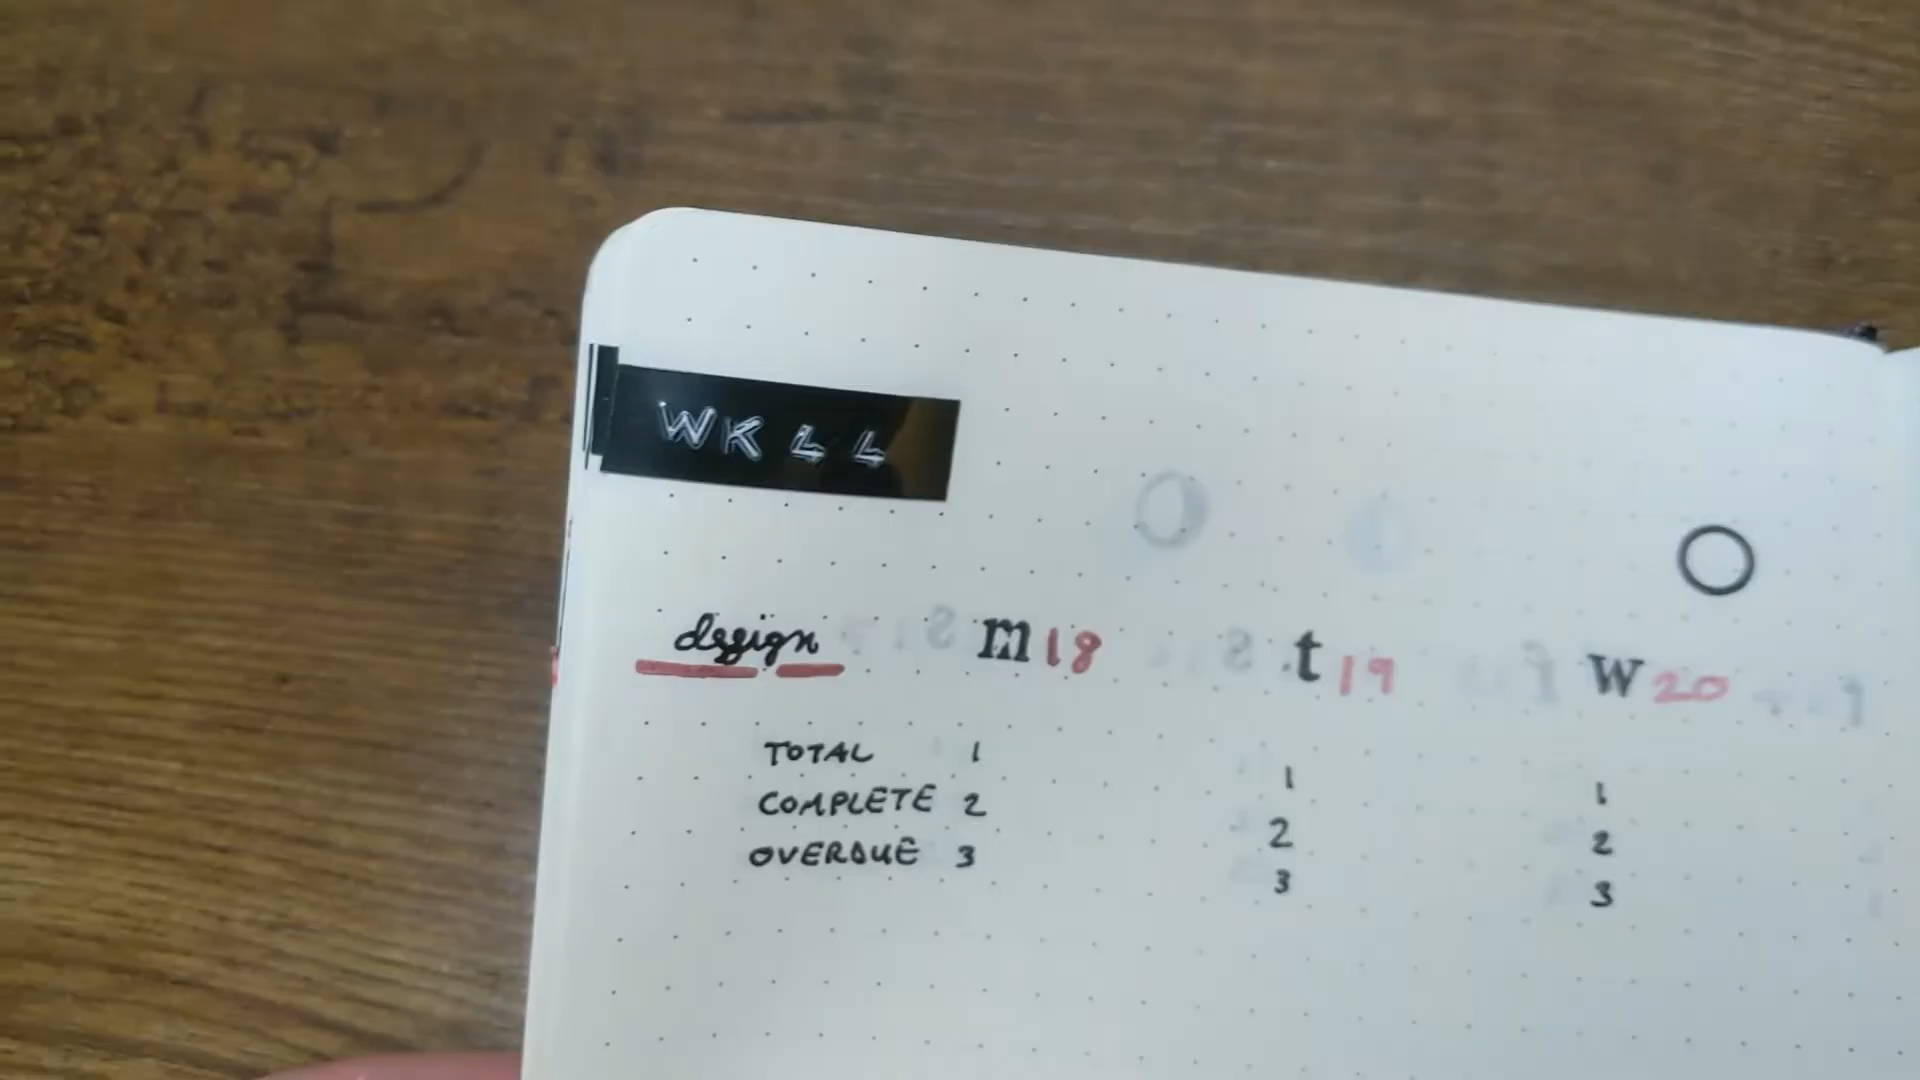 WK 44
design m 18 t 19 w 20
TOTAL 1 1 1
COMPLETE 2 2 2
OVERDUE 3 3 3